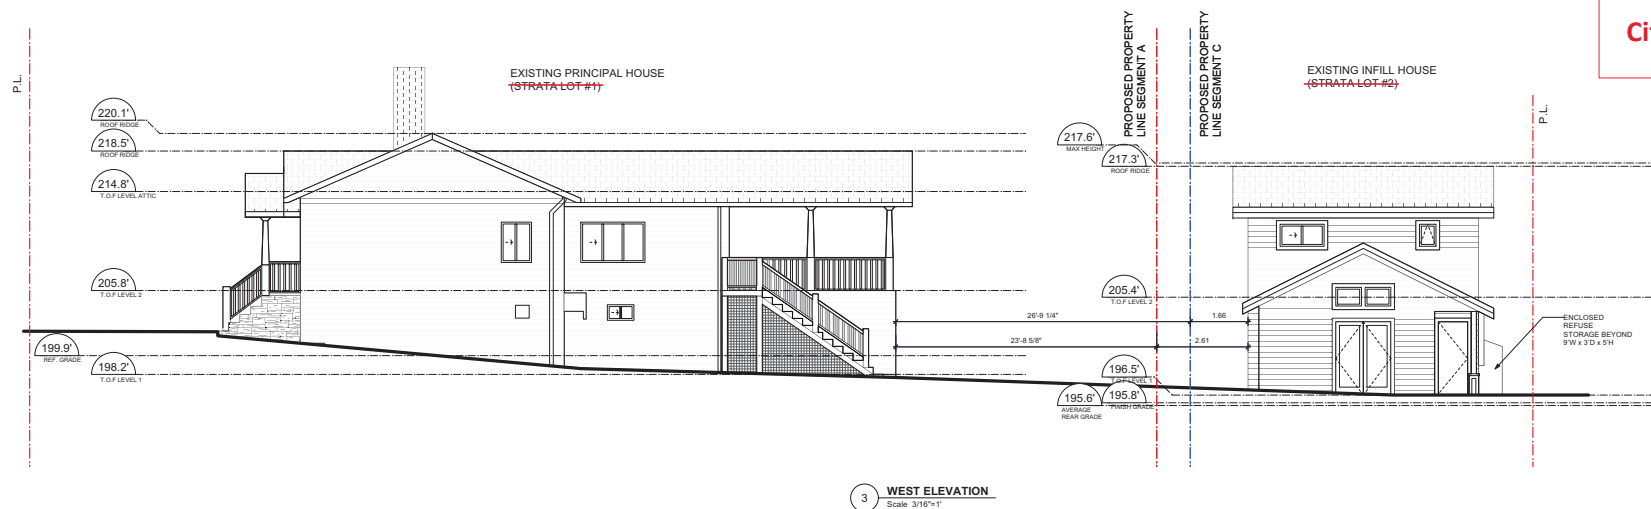 Ci
P.L.
EXISTING PRINCIPAL HOUSE
(STRATA LOT #1)
PROPOSED PROPERTY
LINE SEGMENT A
PROPOSED PROPERTY
LINE SEGMENT C
EXISTING INFILL HOUSE
(STRATA LOT #2)
P.L.
220.1'
ROOF RIDGE
218.5'
ROOF RIDGE
214.8'
T.O.F LEVEL ATTIC
205.8'
T.O.F LEVEL 2
199.9'
REF. GRADE
198.2'
T.O.F LEVEL 1
217.6'
MAX HEIGHT
217.3'
ROOF RIDGE
205.4'
T.O.F LEVEL 2
26'-9 1/4"
1.66
23'-8 5/8"
2.61
196.5'
T.O.F LEVEL 1
195.6'
AVERAGE
REAR GRADE
195.8'
FINISH GRADE
ENCLOSED
REFUSE
STORAGE BEYOND
9'W x 3'D x 5'H
3
WEST ELEVATION
Scale 3/16"=1'